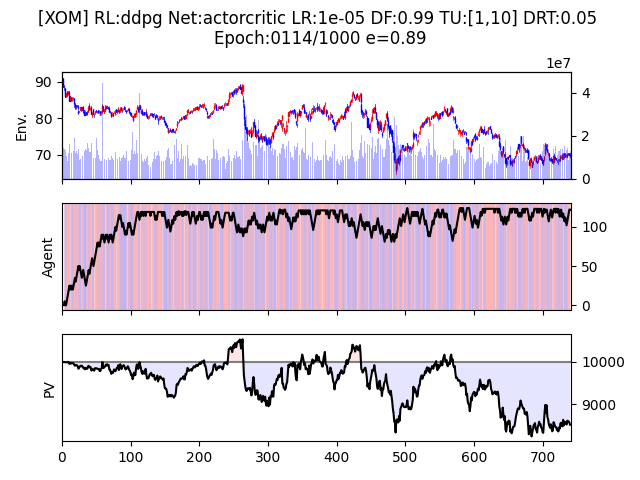 [XOM] RL:ddpg Net:actorcritic LR:1e-05 DF:0.99 TU:[1,10] DRT:0.05
Epoch:0114/1000 e=0.89
1e7
90
80
70
Env.
4
2
0
Agent
100
50
0
PV
10000
9000
0 100 200 300 400 500 600 700